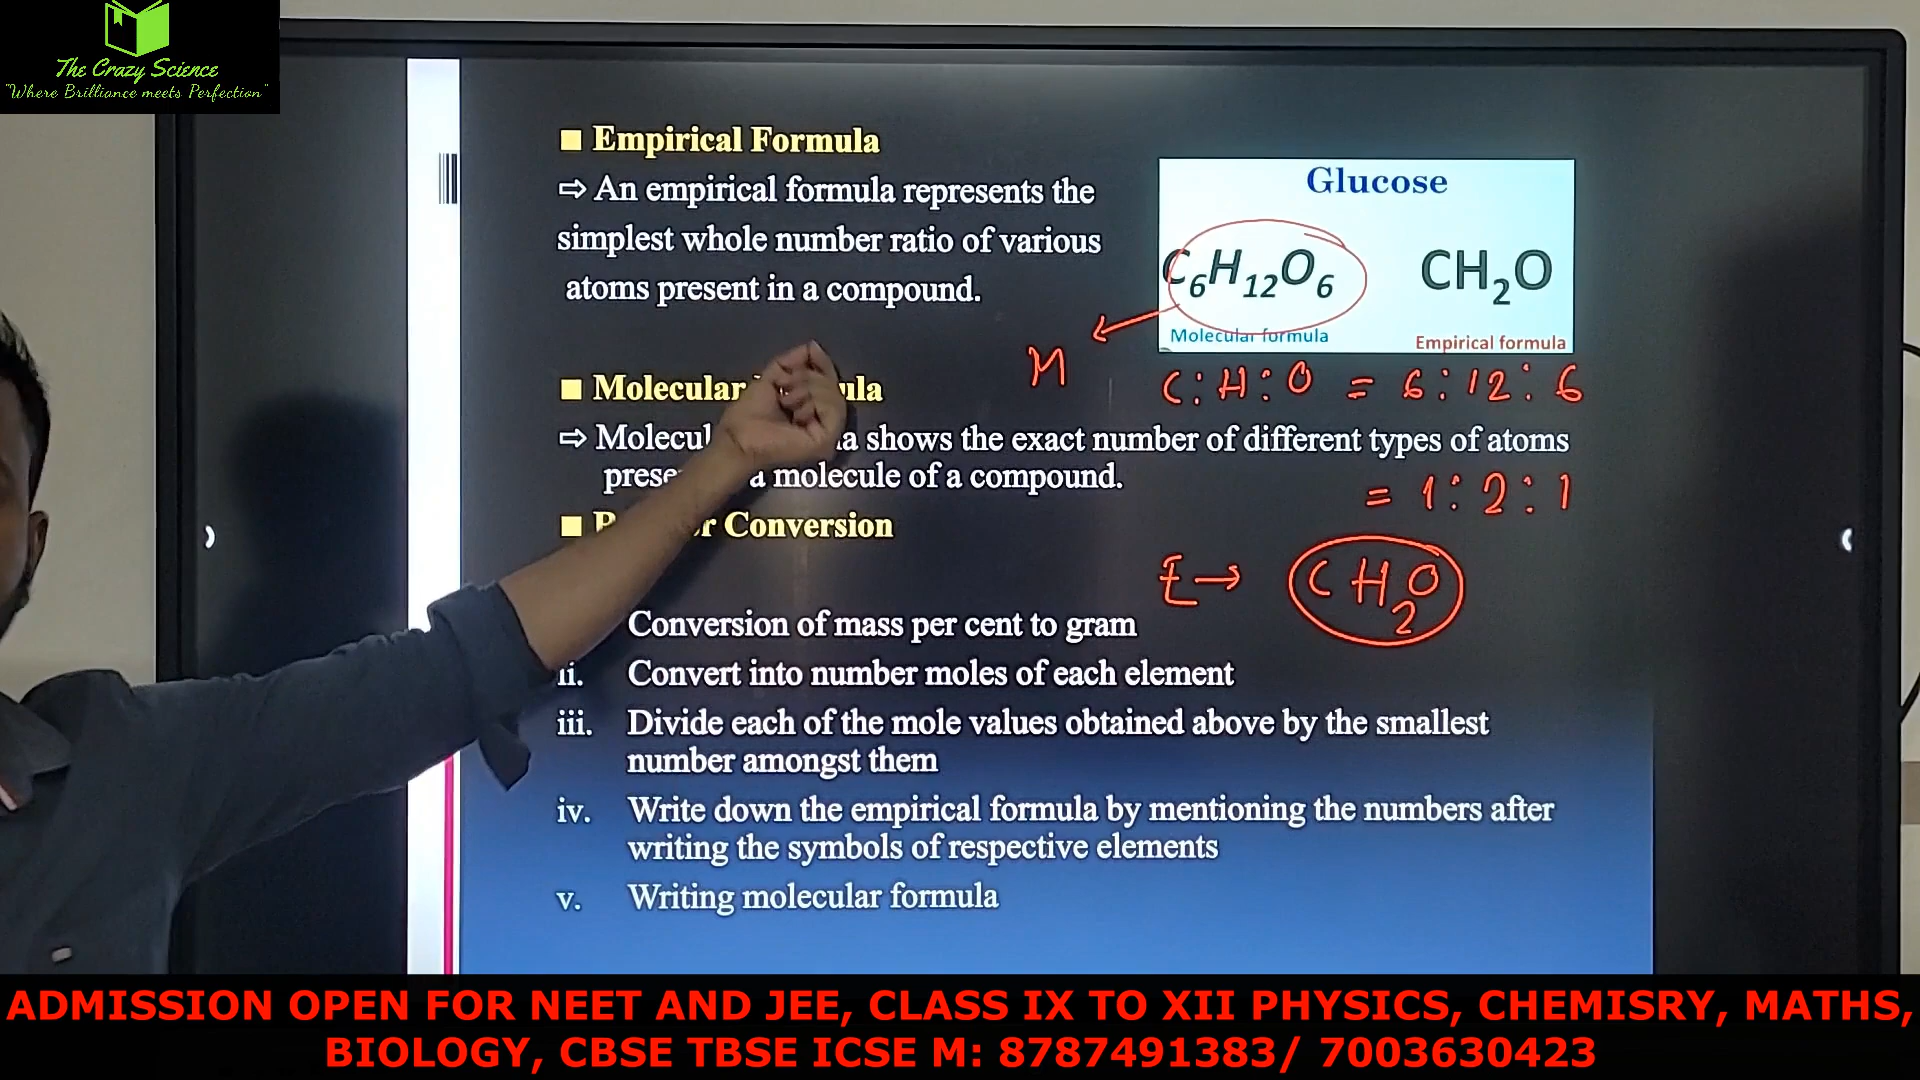 The Crazy Science
"Where Brilliance meets Perfection"
■ Empirical Formula
⇨ An empirical formula represents the
simplest whole number ratio of various
atoms present in a compound.
Glucose
C₆H₁₂O₆ CH₂O
Molecular formula Empirical formula
M
C : H : O = 6 : 12 : 6
■ Molecular
⇨ shows the exact number of different types of atoms
a molecule of a compound.
= 1 : 2 : 1
■ Conversion
E → CH₂O
Conversion of mass per cent to gram
ii. Convert into number moles of each element
iii. Divide each of the mole values obtained above by the smallest
number amongst them
iv. Write down the empirical formula by mentioning the numbers after
writing the symbols of respective elements
v. Writing molecular formula
ADMISSION OPEN FOR NEET AND JEE, CLASS IX TO XII PHYSICS, CHEMISRY, MATHS,
BIOLOGY, CBSE TBSE ICSE M: 8787491383/ 7003630423